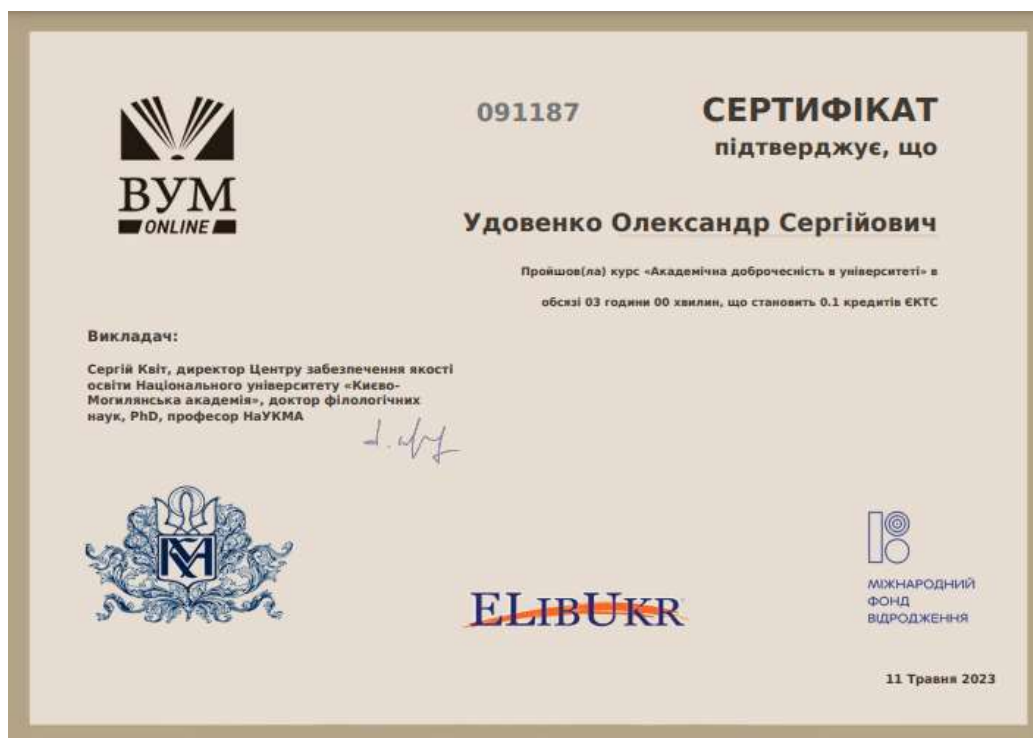 ВУМ
ONLINE
091187
СЕРТИФІКАТ
підтверджує, що
Удовенко Олександр Сергійович
Пройшов(ла) курс «Академічна доброчесність в університеті» в
обсязі 03 години 00 хвилин, що становить 0.1 кредитів ЄКТС
Викладач:
Сергій Квіт, директор Центру забезпечення якості
освіти Національного університету «Києво-
Могилянська академія», доктор філологічних
наук, PhD, професор НаУКМА
ELIBUKR
МІЖНАРОДНИЙ
ФОНД
ВІДРОДЖЕННЯ
11 Травня 2023